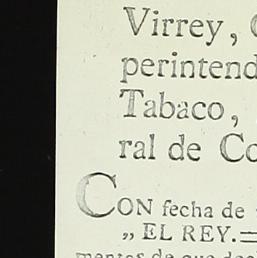 Virrey,
perintend
Tabaco,
ral de Co
CON fecha de
„ EL REY.=